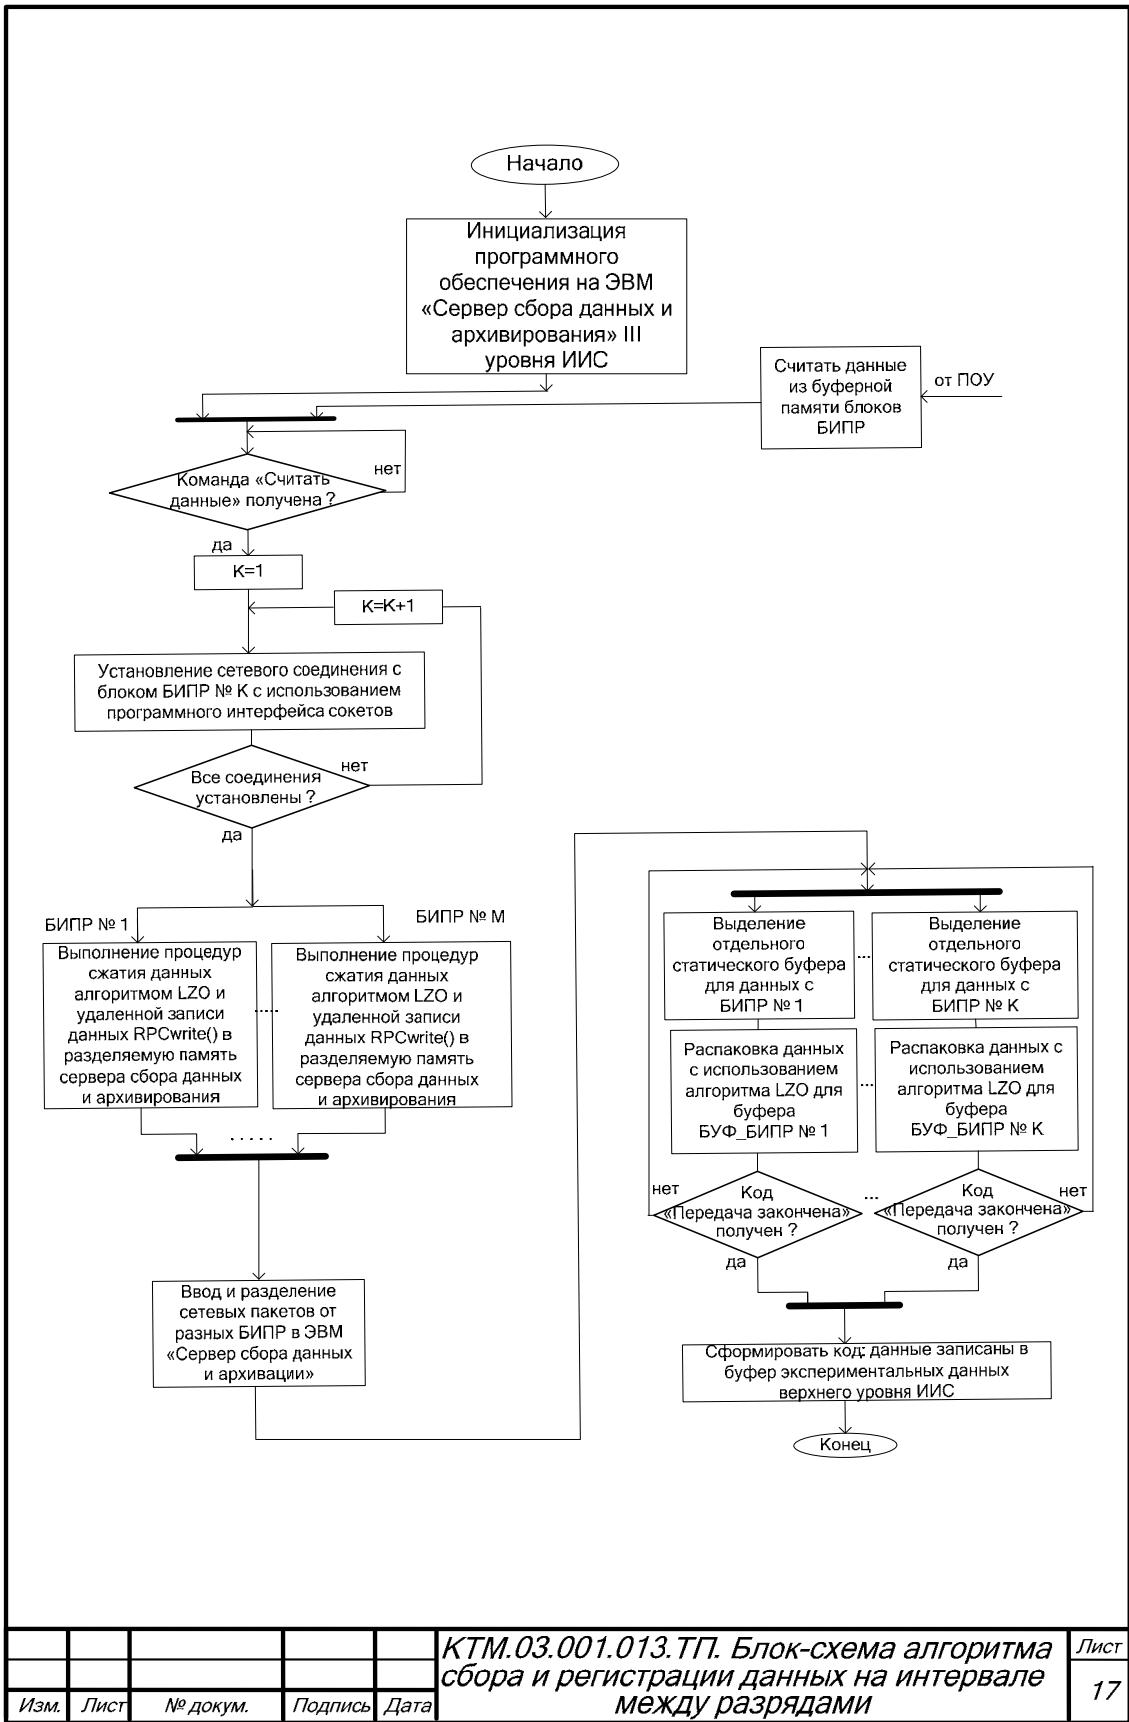 Начало
Инициализация
программного
обеспечения на ЭВМ
«Сервер сбора данных и
архивирования» III
уровня ИИС
Считать данные
из буферной
памяти блоков
БИПР
от ПОУ
Команда «Считать
данные» получена ?
нет
да
K=1
K=K+1
Установление сетевого соединения с
блоком БИПР № К с использованием
программного интерфейса сокетов
Все соединения
установлены ?
нет
да
БИПР № 1
БИПР № М
Выполнение процедур
сжатия данных
алгоритмом LZO и
удаленной записи
данных RPCwrite() в
разделяемую память
сервера сбора данных
и архивирования
.....
Выполнение процедур
сжатия данных
алгоритмом LZO и
удаленной записи
данных RPCwrite() в
разделяемую память
сервера сбора данных
и архивирования
.....
Ввод и разделение
сетевых пакетов от
разных БИПР в ЭВМ
«Сервер сбора данных
и архивации»
Выделение
отдельного
статического буфера
для данных с
БИПР № 1
...
Выделение
отдельного
статического буфера
для данных с
БИПР № К
Распаковка данных
с использованием
алгоритма LZO для
буфера
БУФ_БИПР № 1
...
Распаковка данных с
использованием
алгоритма LZO для
буфера
БУФ_БИПР № К
нет
Код
«Передача закончена»
получен ?
да
...
Код
«Передача закончена»
получен ?
нет
да
Сформировать код: данные записаны в
буфер экспериментальных данных
верхнего уровня ИИС
Конец
КТМ.03.001.013.ТП. Блок-схема алгоритма
сбора и регистрации данных на интервале
между разрядами
Лист
17
Изм. Лист № докум. Подпись Дата